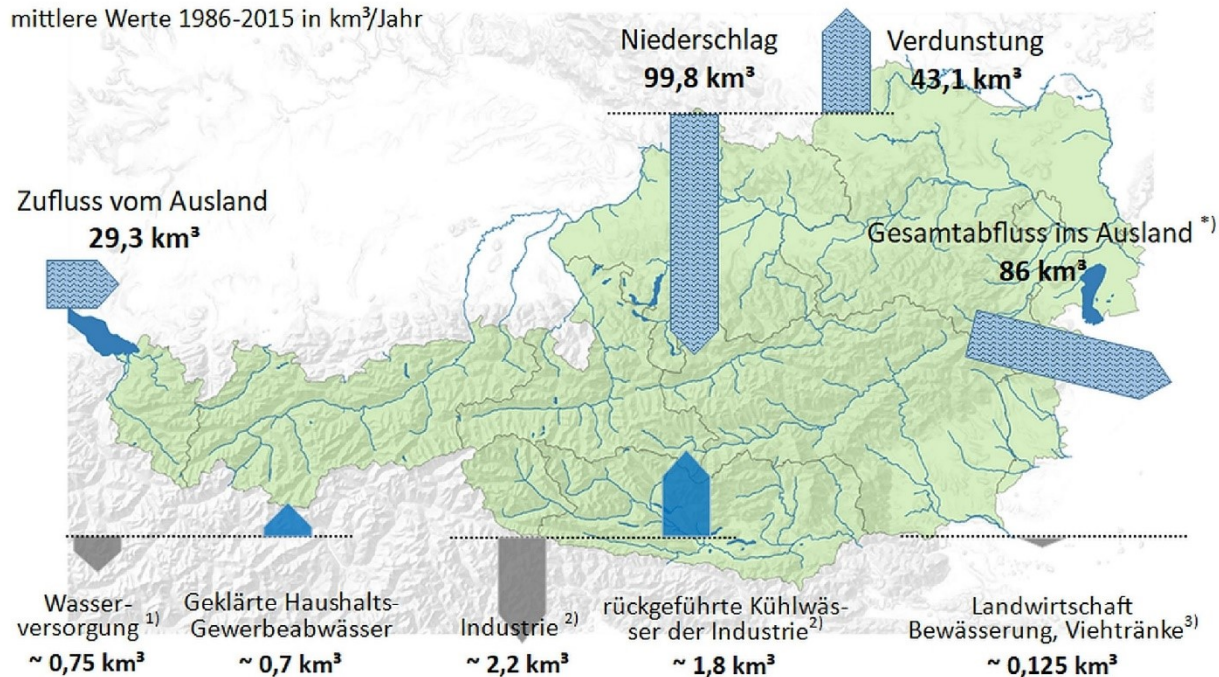 mittlere Werte 1986-2015 in km³/Jahr
Niederschlag
99,8 km³
Verdunstung
43,1 km³
Zufluss vom Ausland
29,3 km³
Gesamtabfluss ins Ausland *)
86 km³
Wasser-
versorgung 1)
~ 0,75 km³
Geklärte Haushalts-
Gewerbeabwässer
~ 0,7 km³
Industrie 2)
~ 2,2 km³
rückgeführte Kühlwäs-
ser der Industrie 2)
~ 1,8 km³
Landwirtschaft
Bewässerung, Viehtränke 3)
~ 0,125 km³